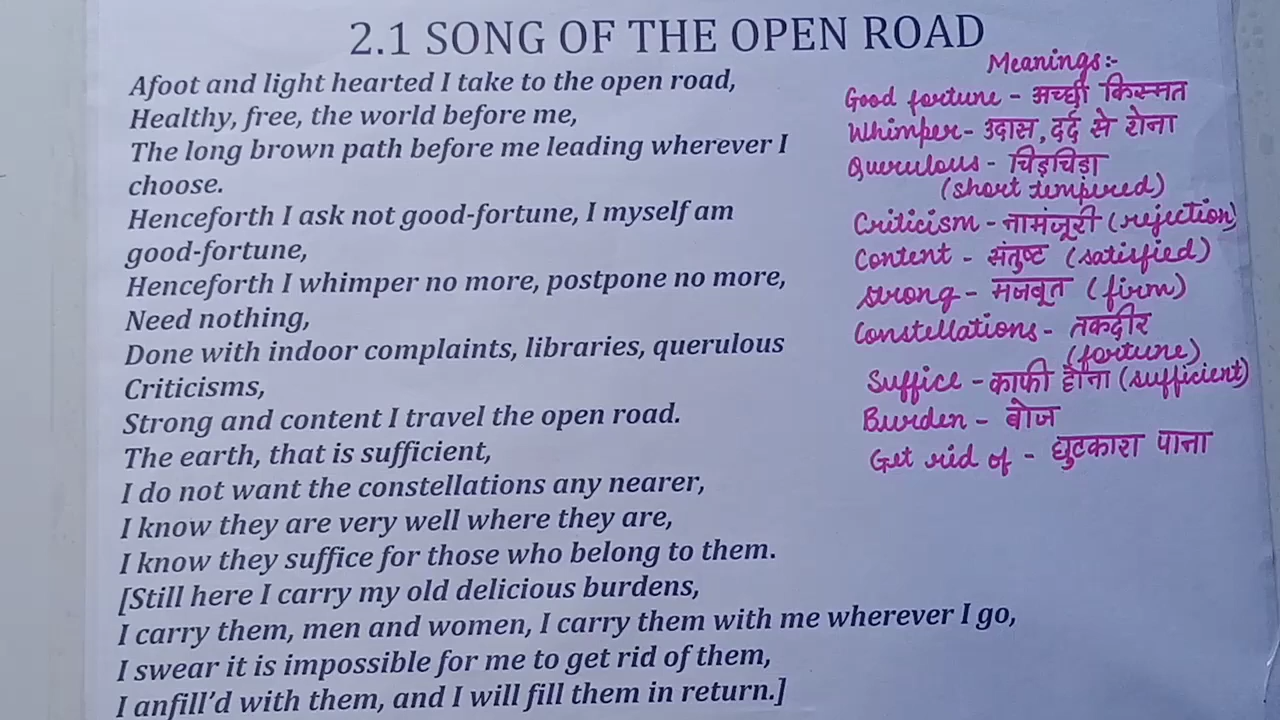 2.1 SONG OF THE OPEN ROAD
Afoot and light hearted I take to the open road,
Healthy, free, the world before me,
The long brown path before me leading wherever I
choose.
Henceforth I ask not good-fortune, I myself am
good-fortune,
Henceforth I whimper no more, postpone no more,
Need nothing,
Done with indoor complaints, libraries, querulous
Criticisms,
Strong and content I travel the open road.
The earth, that is sufficient,
I do not want the constellations any nearer,
I know they are very well where they are,
I know they suffice for those who belong to them.
[Still here I carry my old delicious burdens,
I carry them, men and women, I carry them with me wherever I go,
I swear it is impossible for me to get rid of them,
I anfill'd with them, and I will fill them in return.]
Meanings:-
Good fortune - अच्छी किस्मत
Whimper - उदास, दर्द से रोना
Querulous - चिड़चिड़ा
(short tempered)
Criticism - नामंजूरी (rejection)
Content - संतुष्ट (satisfied)
strong - मजबूत (firm)
Constellations - तकदीर
(fortune)
Suffice - काफी होना (sufficient)
Burden - बोज
Get rid of - छुटकारा पाना